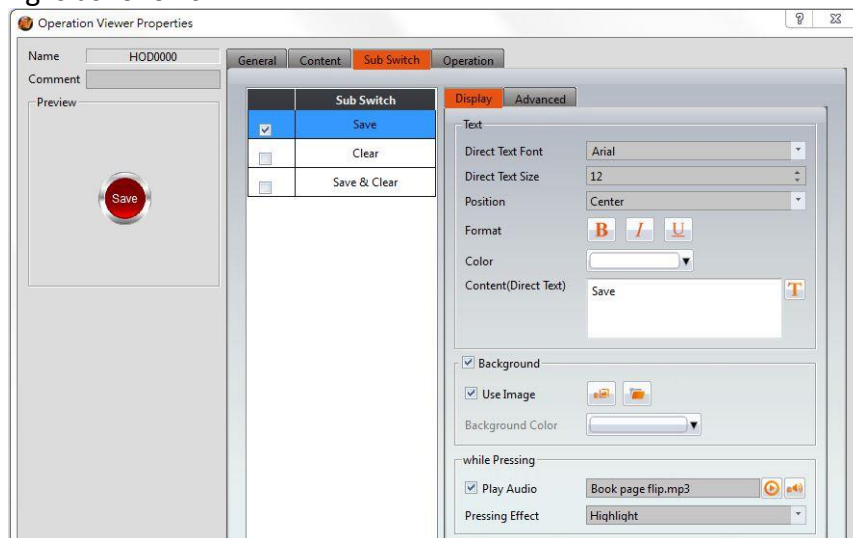 Operation Viewer Properties
Name HOD0000
Comment
Preview
Save
General Content Sub Switch Operation
Sub Switch
Save
Clear
Save & Clear
Display Advanced
Text
Direct Text Font Arial
Direct Text Size 12
Position Center
Format B I U
Color
Content(Direct Text) Save T
Background
Use Image
Background Color
while Pressing
Play Audio Book page flip.mp3
Pressing Effect Highlight